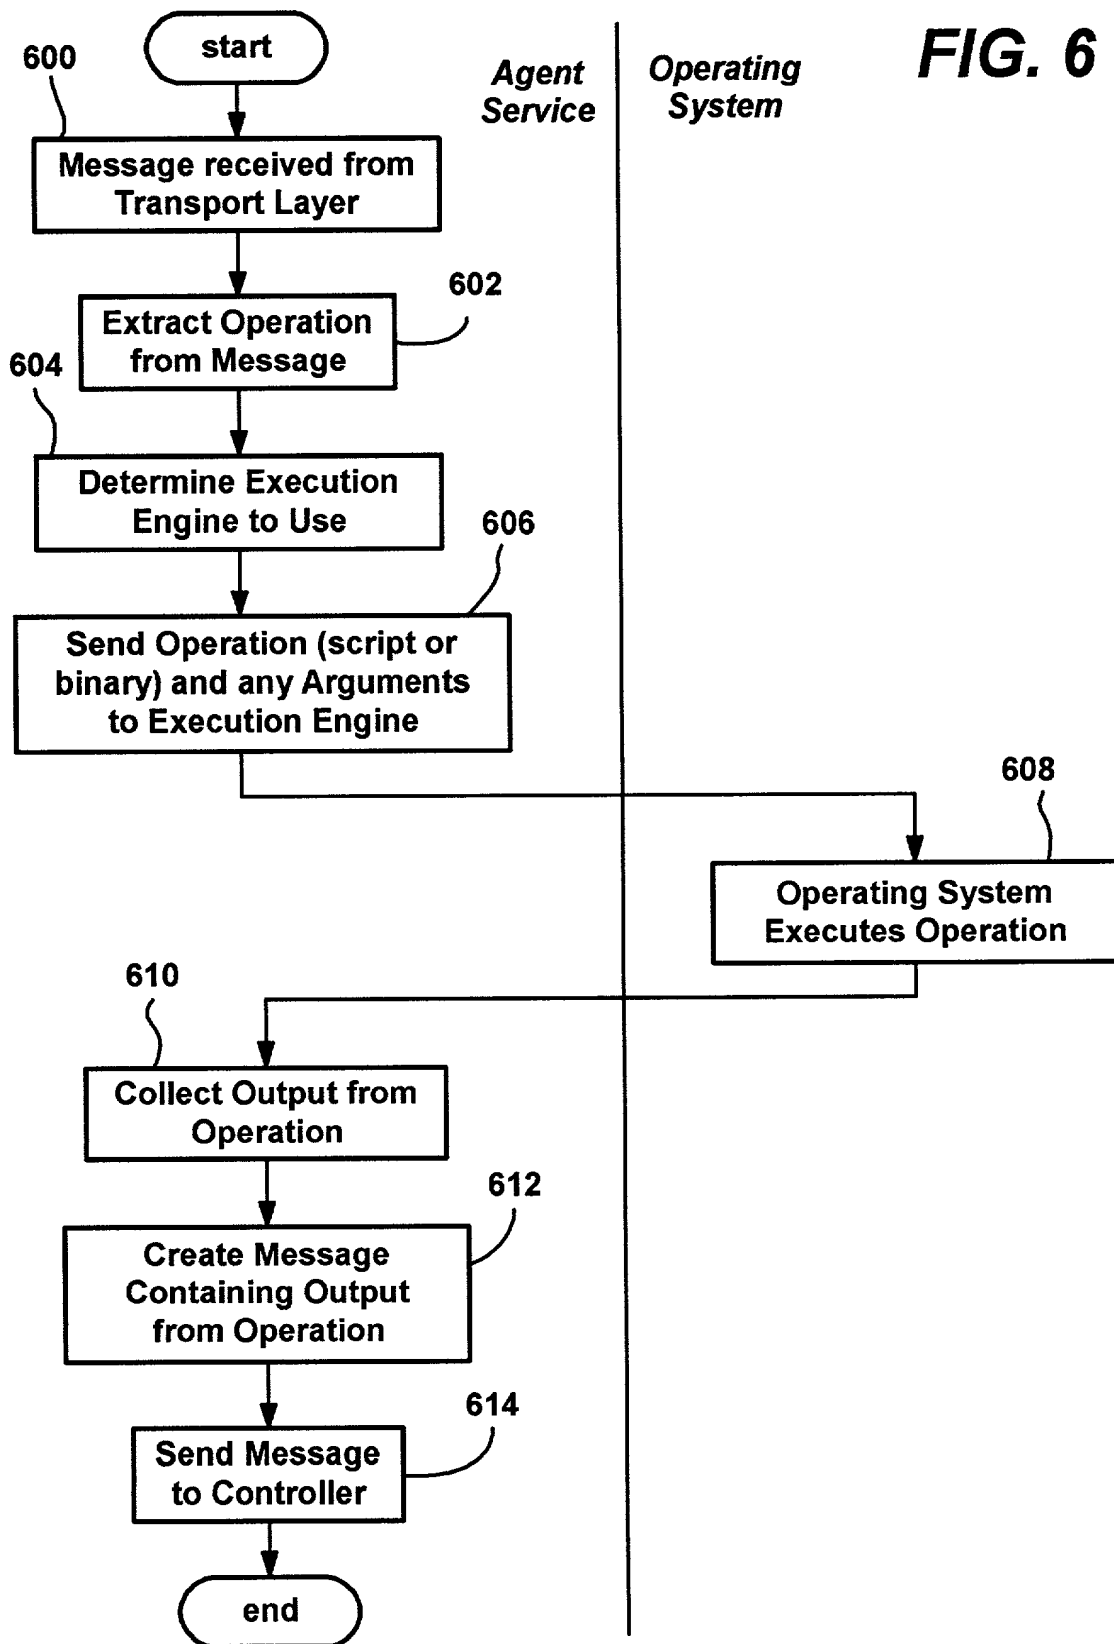 start
FIG. 6
600
Agent
Service
Operating
System
Message received from
Transport Layer
602
Extract Operation
from Message
604
Determine Execution
Engine to Use
606
Send Operation (script or
binary) and any Arguments
to Execution Engine
608
Operating System
Executes Operation
610
Collect Output from
Operation
612
Create Message
Containing Output
from Operation
614
Send Message
to Controller
end